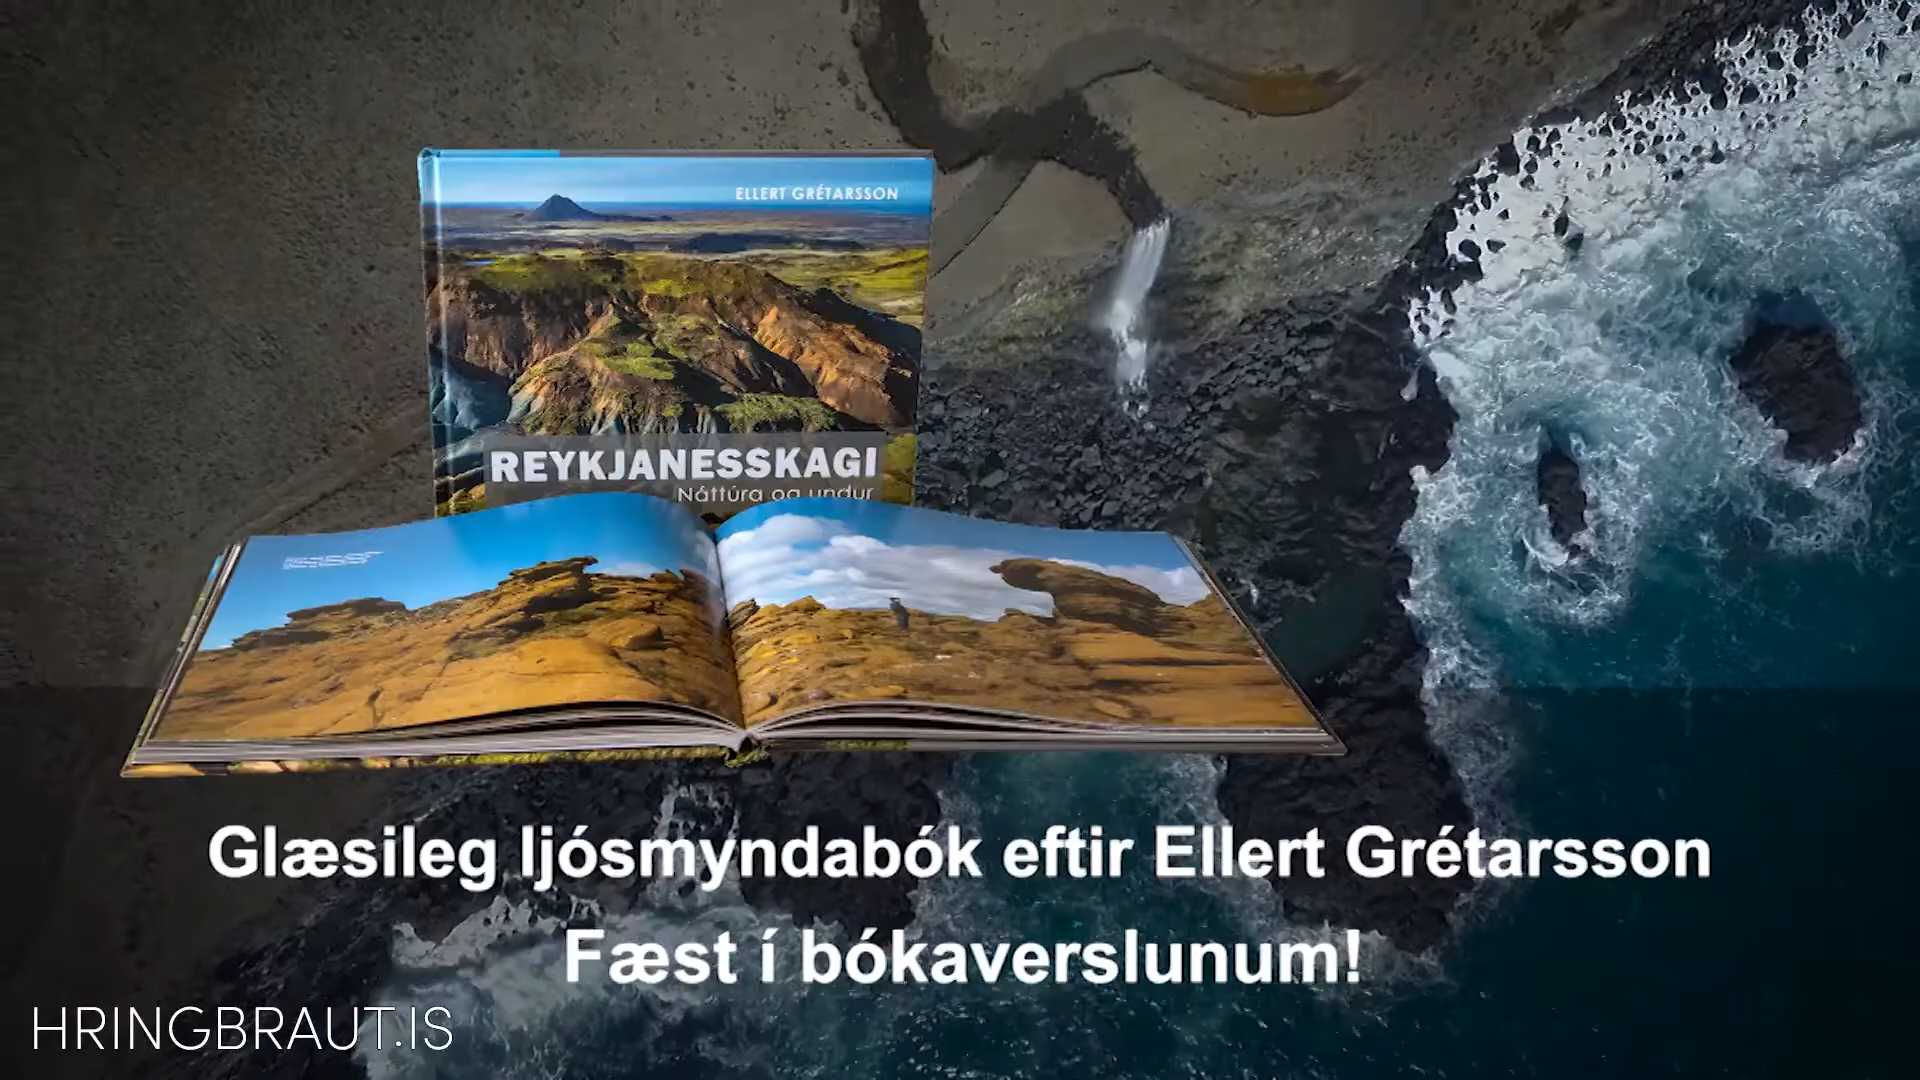 ELLERT GRÉTARSSON
REYKJANESSKAGI
Náttúra og undur
Glæsileg ljósmyndabók eftir Ellert Grétarsson
Fæst í bókaverslunum!
HRINGBRAUT.IS